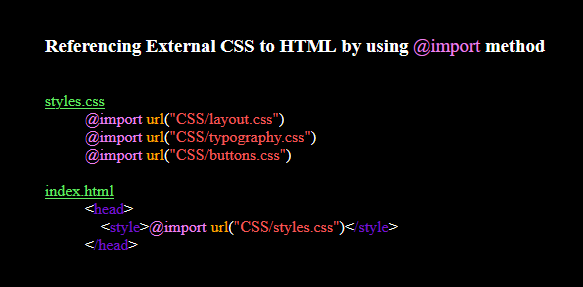 Referencing External CSS to HTML by using @import method
styles.css
@import url("CSS/layout.css")
@import url("CSS/typography.css")
@import url("CSS/buttons.css")
index.html
<head>
<style>@import url("CSS/styles.css")</style>
</head>